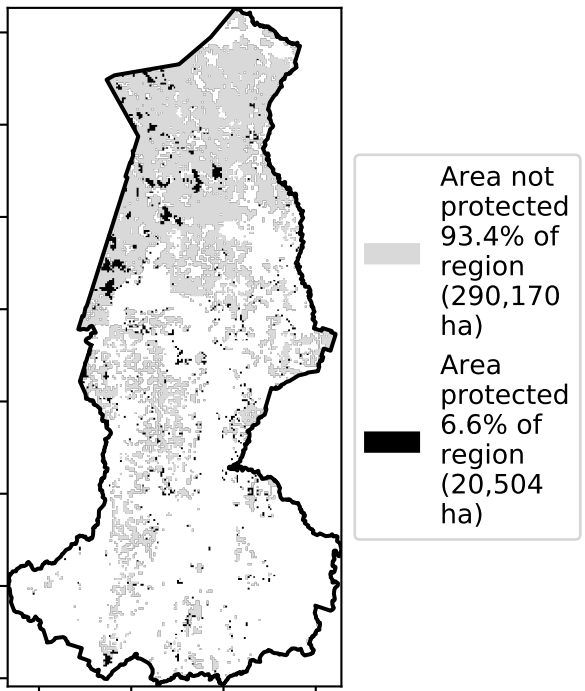 Area not
protected
93.4% of
region
(290,170
ha)
Area
protected
6.6% of
region
(20,504
ha)